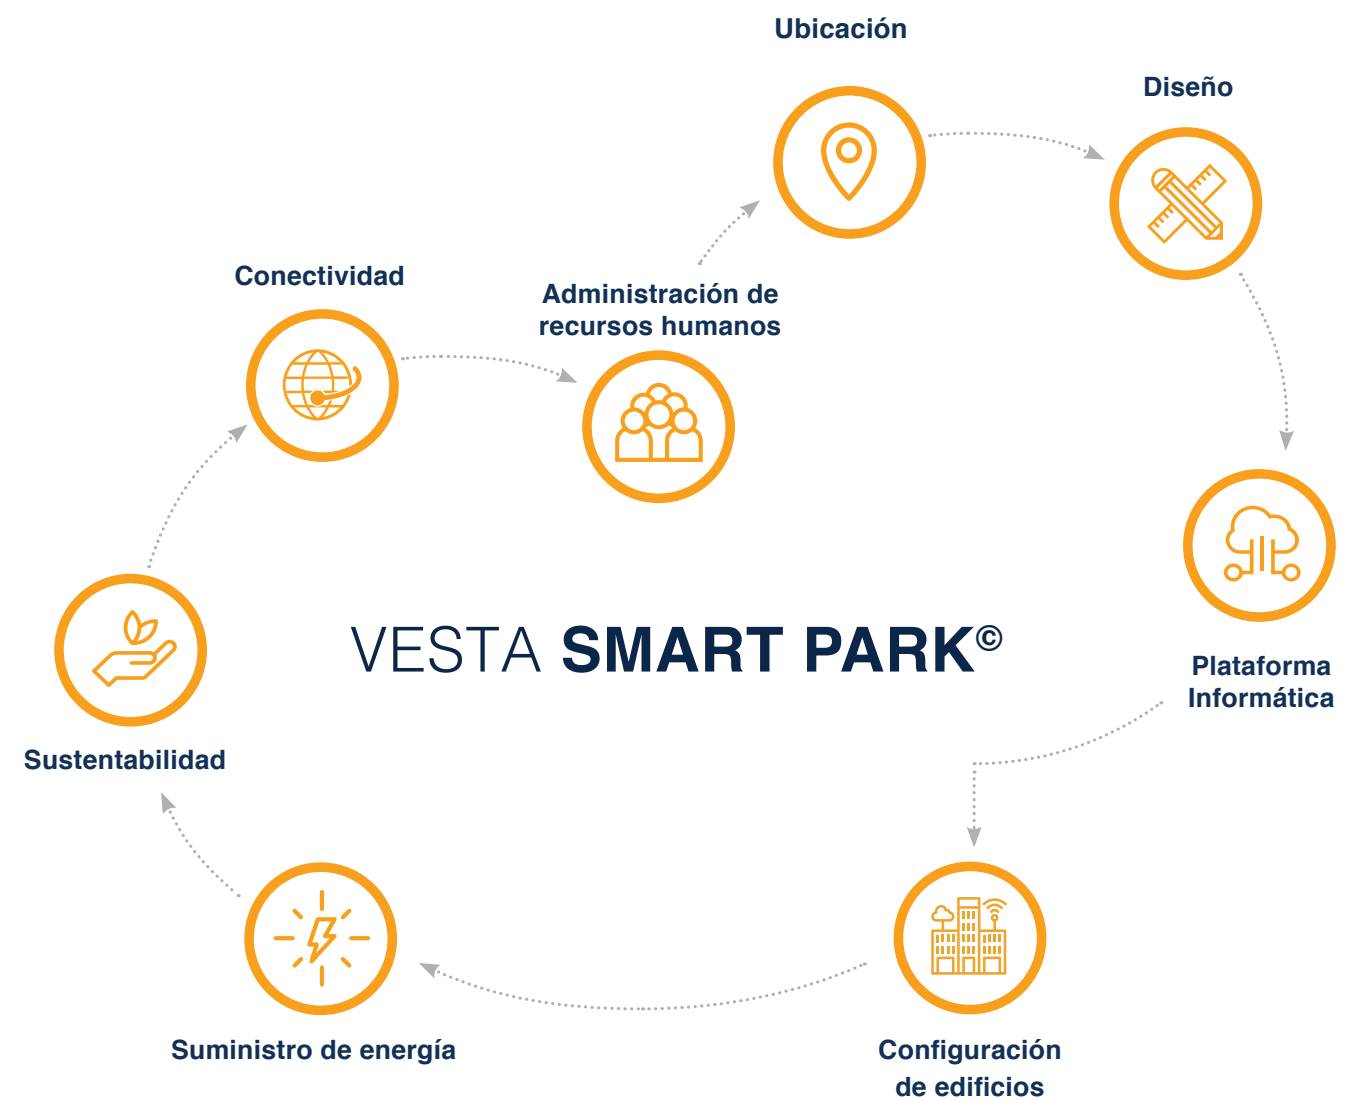 Ubicación
Diseño
Conectividad
Administración de
recursos humanos
VESTA SMART PARK©
Plataforma
Informática
Sustentabilidad
Suministro de energía
Configuración
de edificios